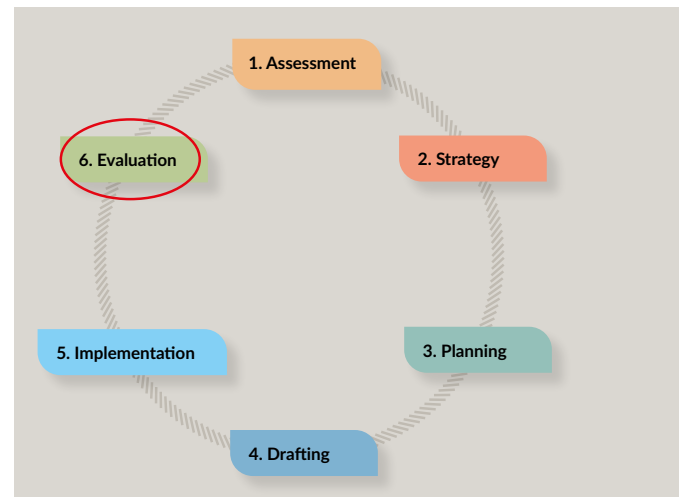 1. Assessment
2. Strategy
3. Planning
4. Drafting
5. Implementation
6. Evaluation